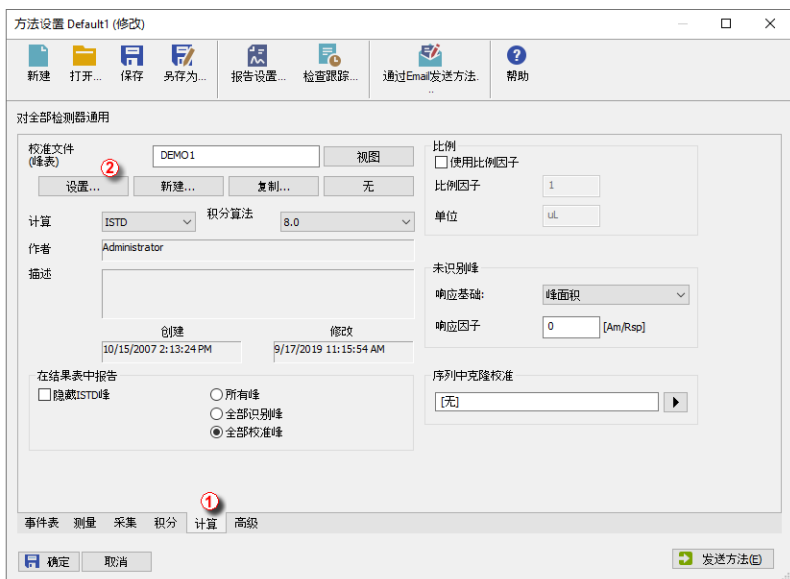 方法设置 Default1 (修改)
新建 打开... 保存 另存为... 报告设置... 检查跟踪... 通过Email发送方法... 帮助
对全部检测器通用
校准文件
(峰表)
DEMO1
视图
②
设置... 新建... 复制... 无
计算 ISTD 积分算法 8.0
作者 Administrator
描述
创建 修改
10/15/2007 2:13:24 PM 9/17/2019 11:15:54 AM
在结果表中报告
隐藏ISTD峰
所有峰
全部识别峰
全部校准峰
比例
使用比例因子
比例因子 1
单位 uL
未识别峰
响应基础: 峰面积
响应因子 0 [Am/Rsp]
序列中克隆校准
[无]
①
事件表 测量 采集 积分 计算 高级
确定 取消 发送方法(E)